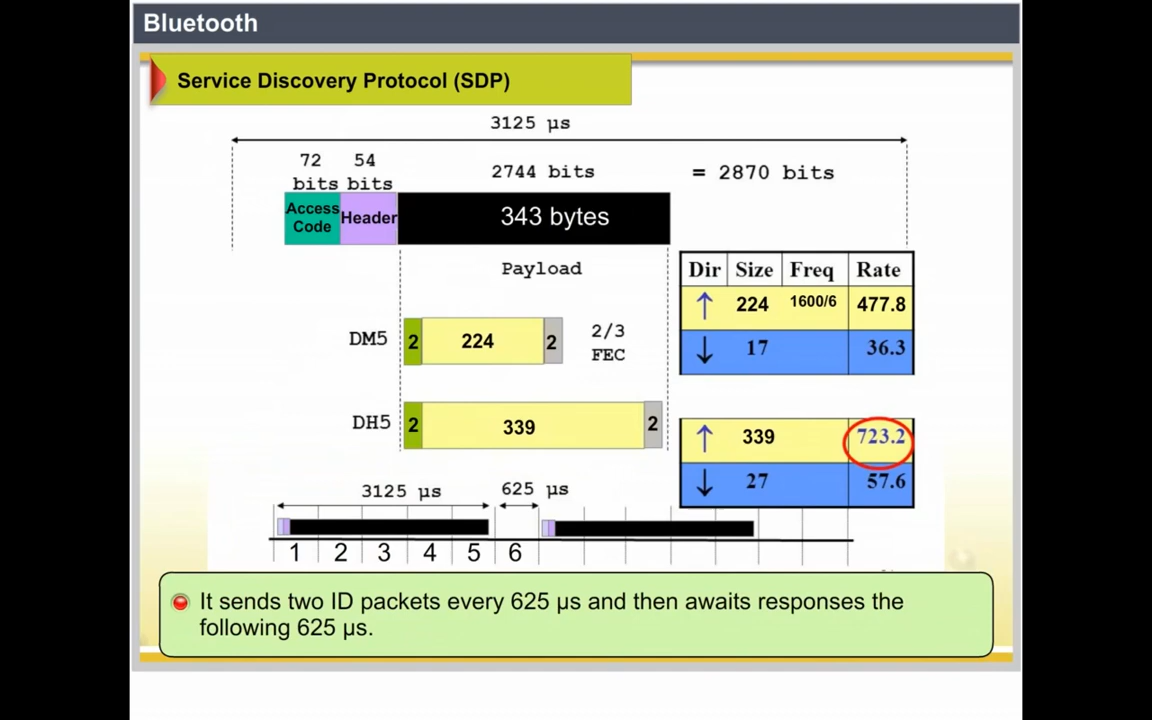 Bluetooth
Service Discovery Protocol (SDP)
3125 µs
72 bits
54 bits
2744 bits
= 2870 bits
Access Code
Header
343 bytes
Payload
Dir Size Freq Rate
↑ 224 1600/6 477.8
↓ 17 36.3
DM5
2 224 2
2/3 FEC
DH5
2 339 2
↑ 339 723.2
↓ 27 57.6
3125 µs
625 µs
1 2 3 4 5 6
It sends two ID packets every 625 µs and then awaits responses the
following 625 µs.